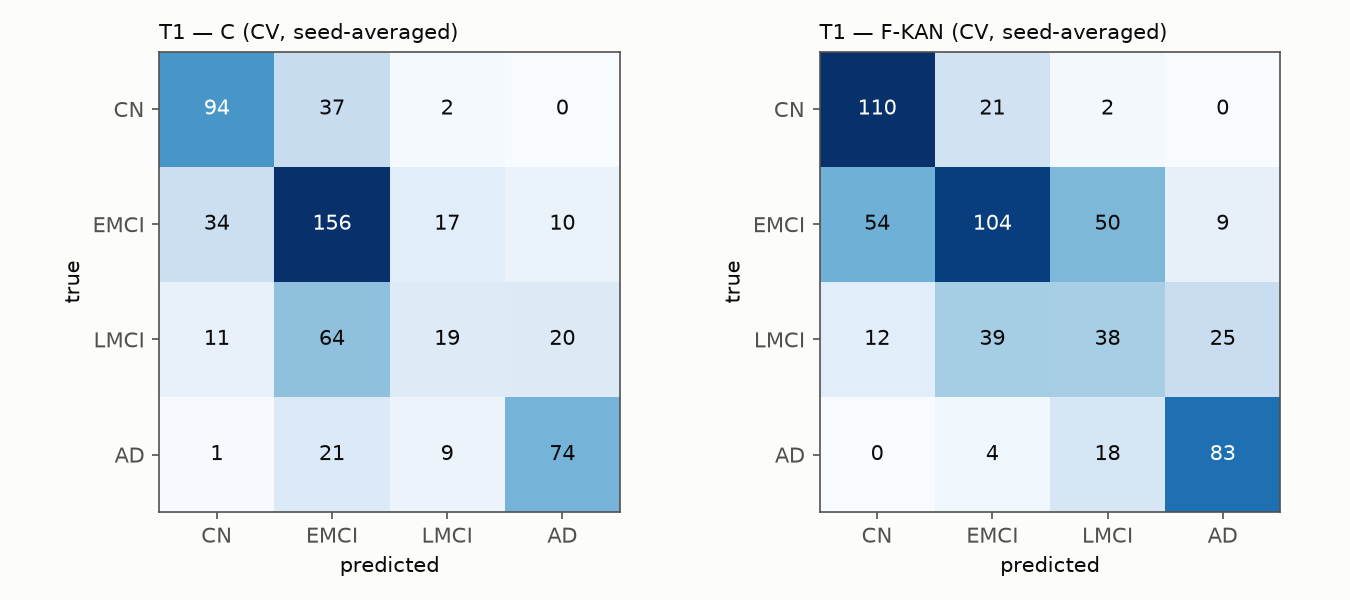 T1 — C (CV, seed-averaged)
CN 94 37 2 0
EMCI 34 156 17 10
LMCI 11 64 19 20
AD 1 21 9 74
CN EMCI LMCI AD
predicted
true
T1 — F-KAN (CV, seed-averaged)
CN 110 21 2 0
EMCI 54 104 50 9
LMCI 12 39 38 25
AD 0 4 18 83
CN EMCI LMCI AD
predicted
true